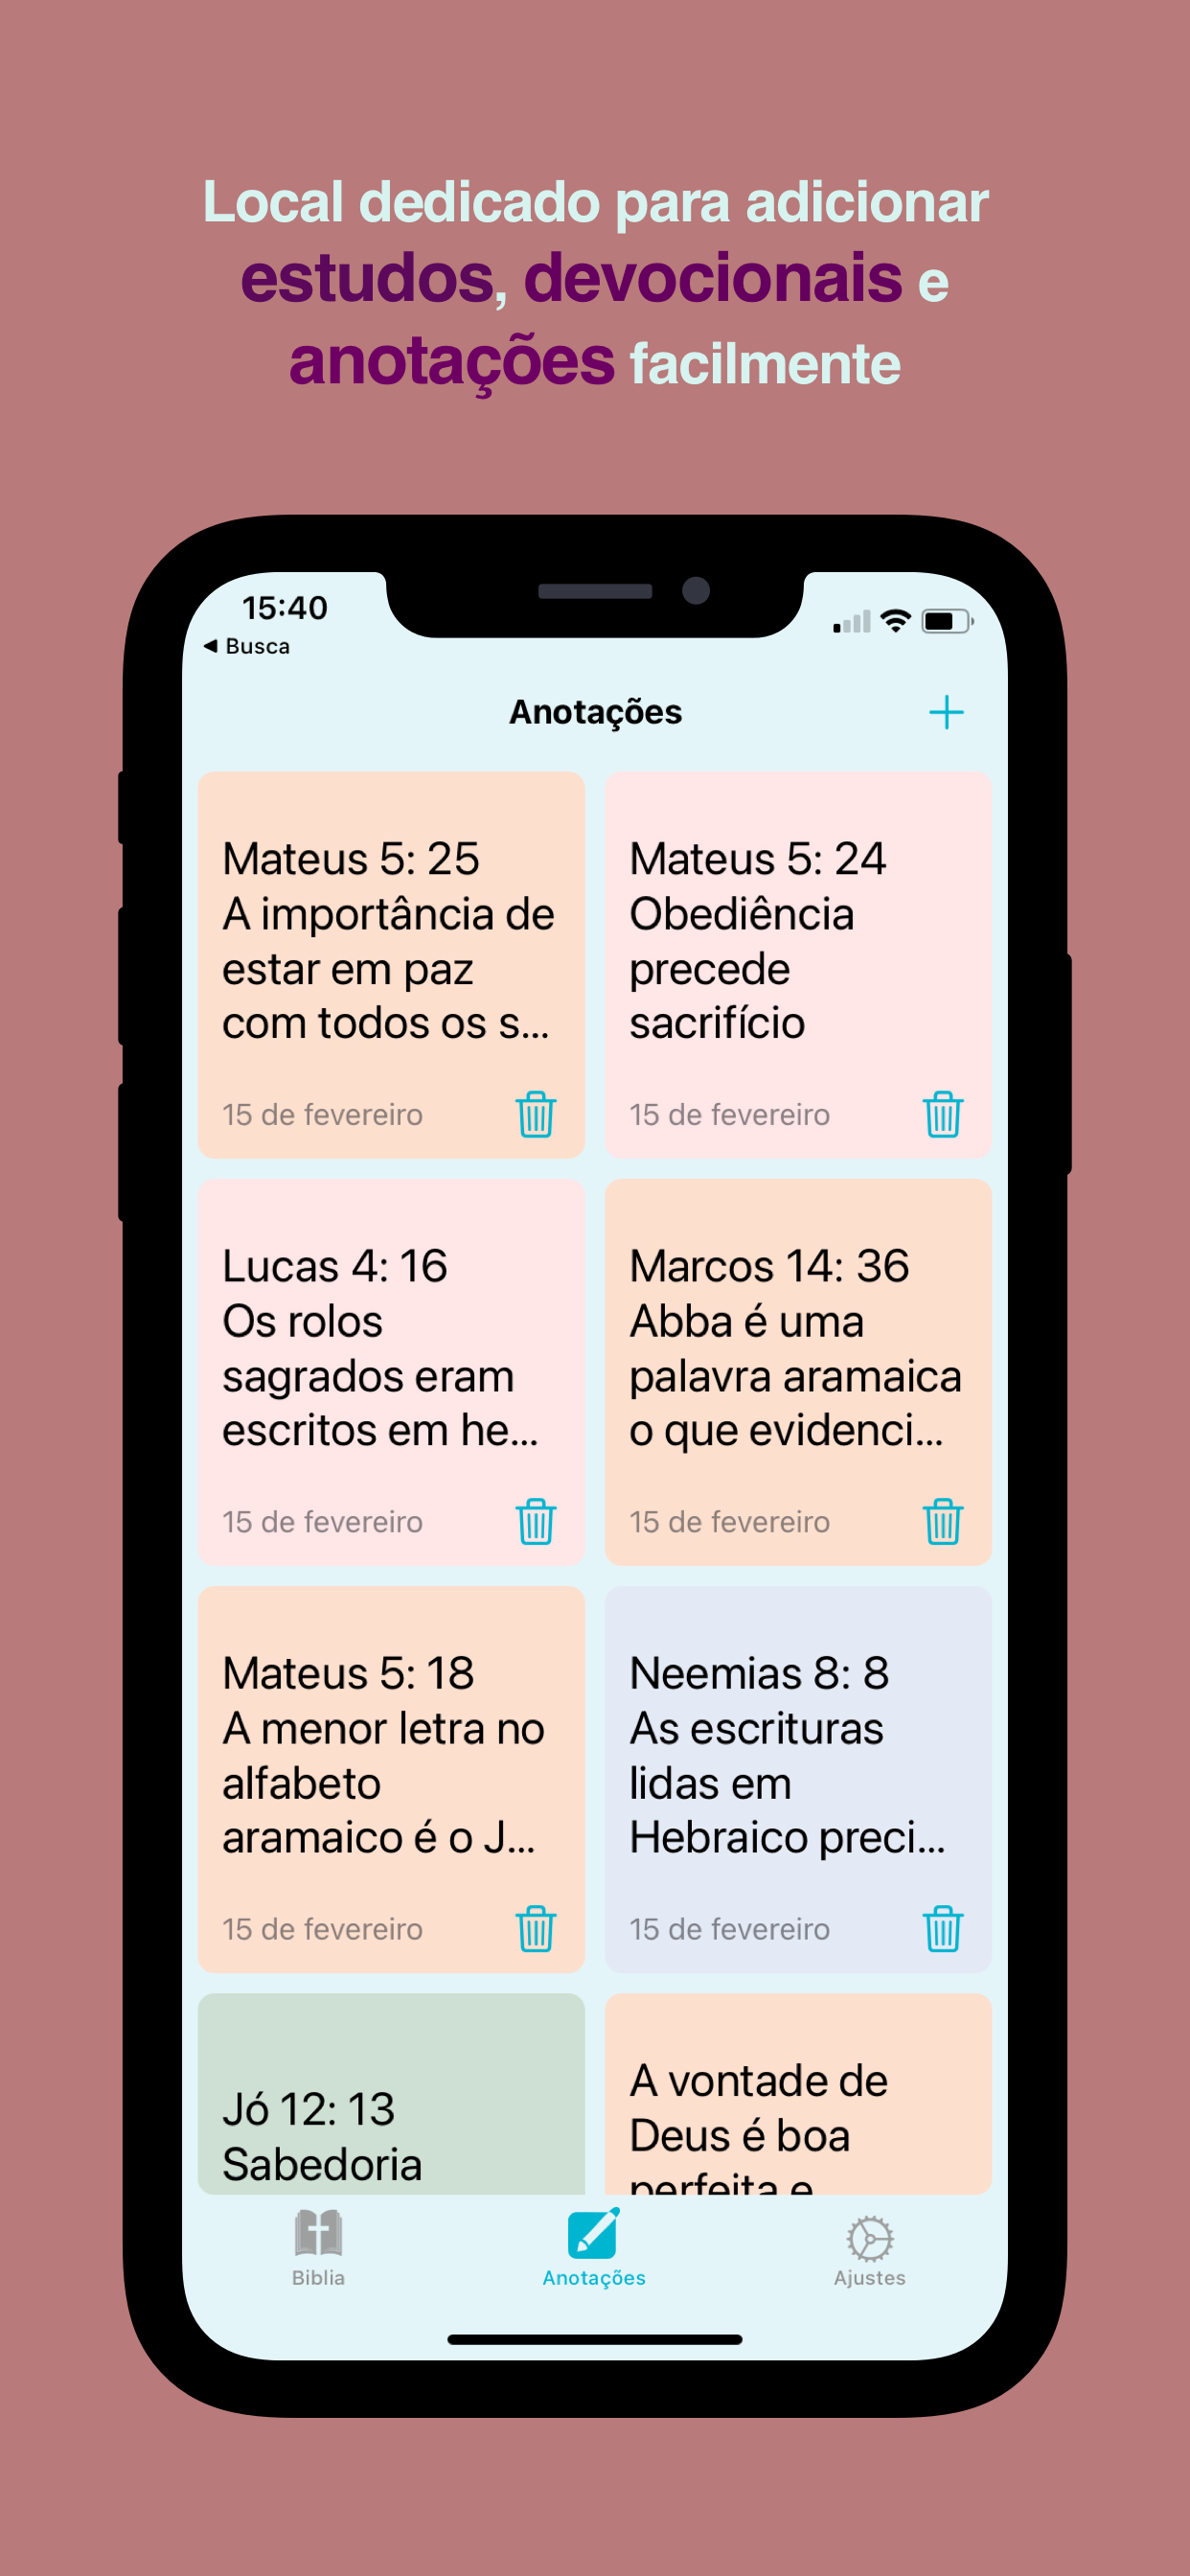 Local dedicado para adicionar
estudos, devocionais e
anotações facilmente
15:40
◀ Busca
Anotações
Mateus 5: 25
A importância de
estar em paz
com todos os s...
15 de fevereiro
Mateus 5: 24
Obediência
precede
sacrifício
15 de fevereiro
Lucas 4: 16
Os rolos
sagrados eram
escritos em he...
15 de fevereiro
Marcos 14: 36
Abba é uma
palavra aramaica
o que evidenci...
15 de fevereiro
Mateus 5: 18
A menor letra no
alfabeto
aramaico é o J...
15 de fevereiro
Neemias 8: 8
As escrituras
lidas em
Hebraico preci...
15 de fevereiro
Jó 12: 13
Sabedoria
A vontade de
Deus é boa
perfeita e
Biblia
Anotações
Ajustes